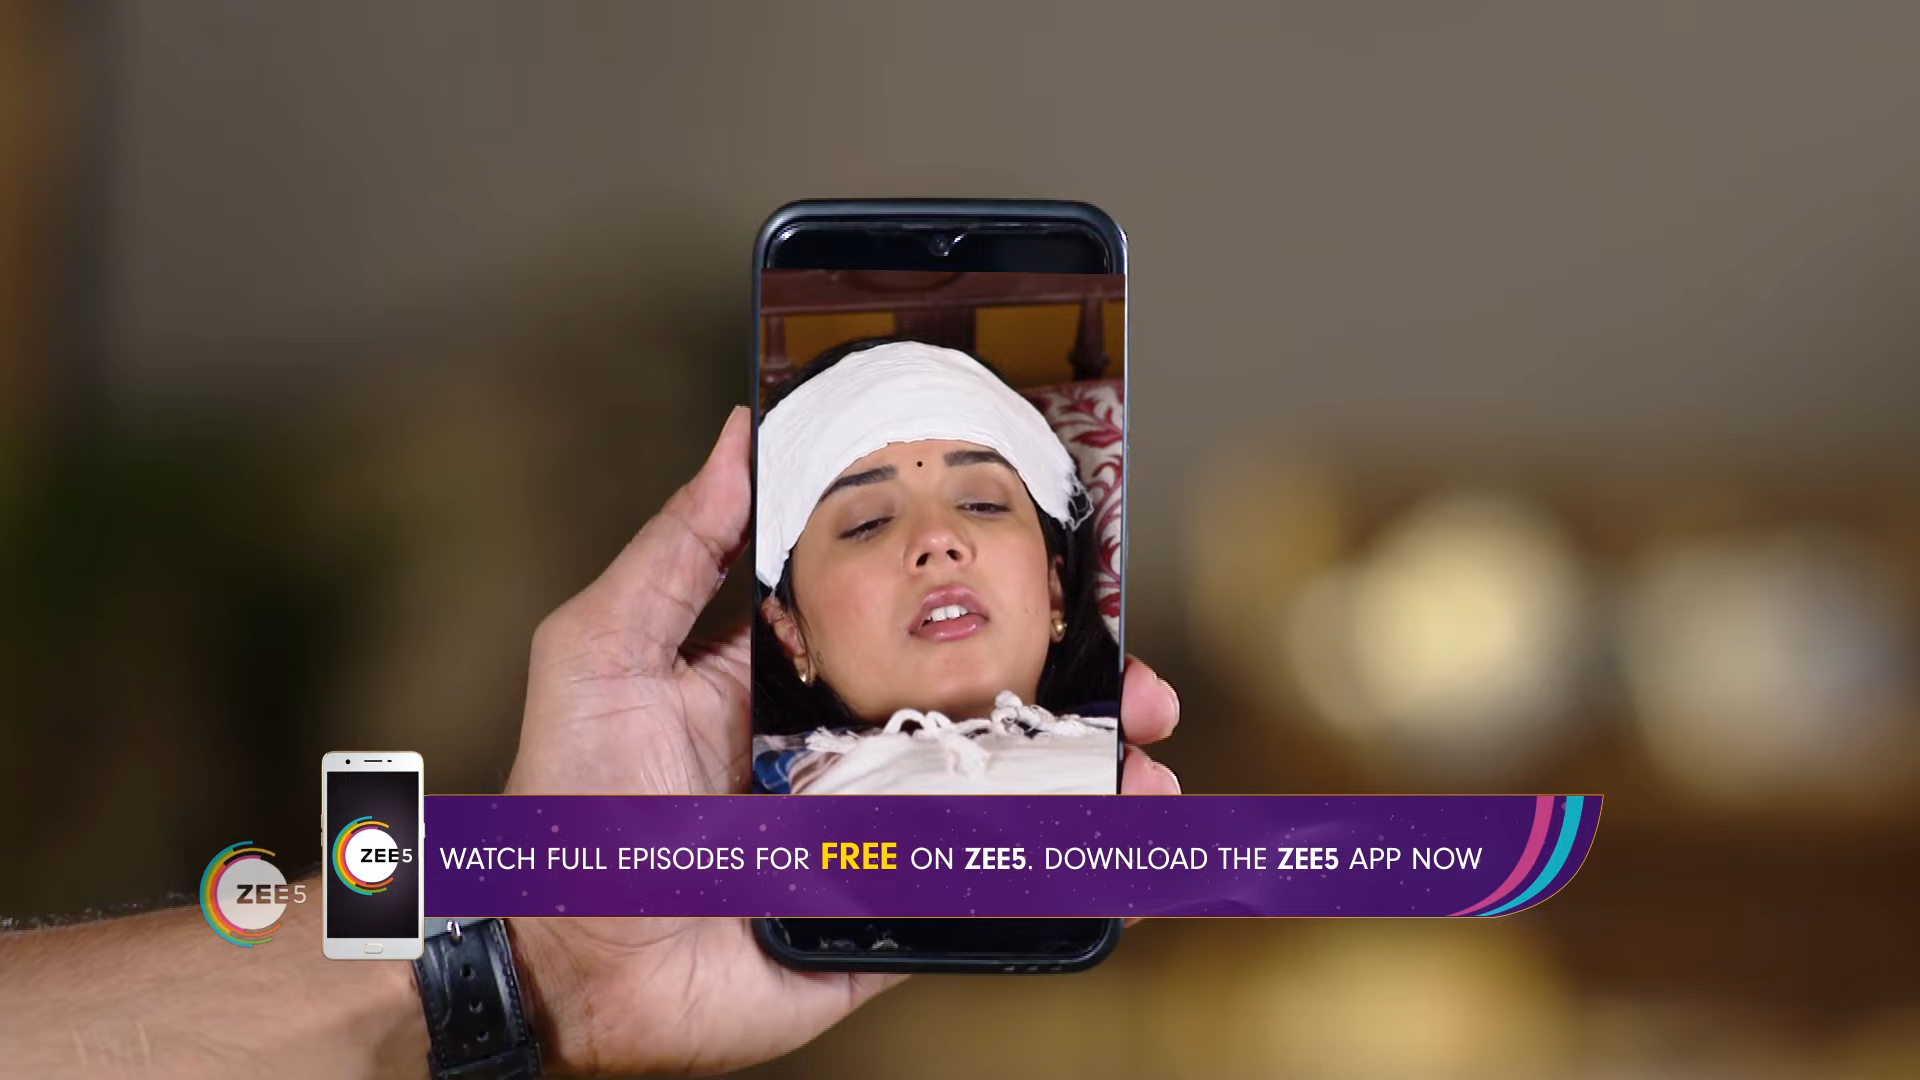 WATCH FULL EPISODES FOR FREE ON ZEE5. DOWNLOAD THE ZEE5 APP NOW
ZEE5
ZEE5